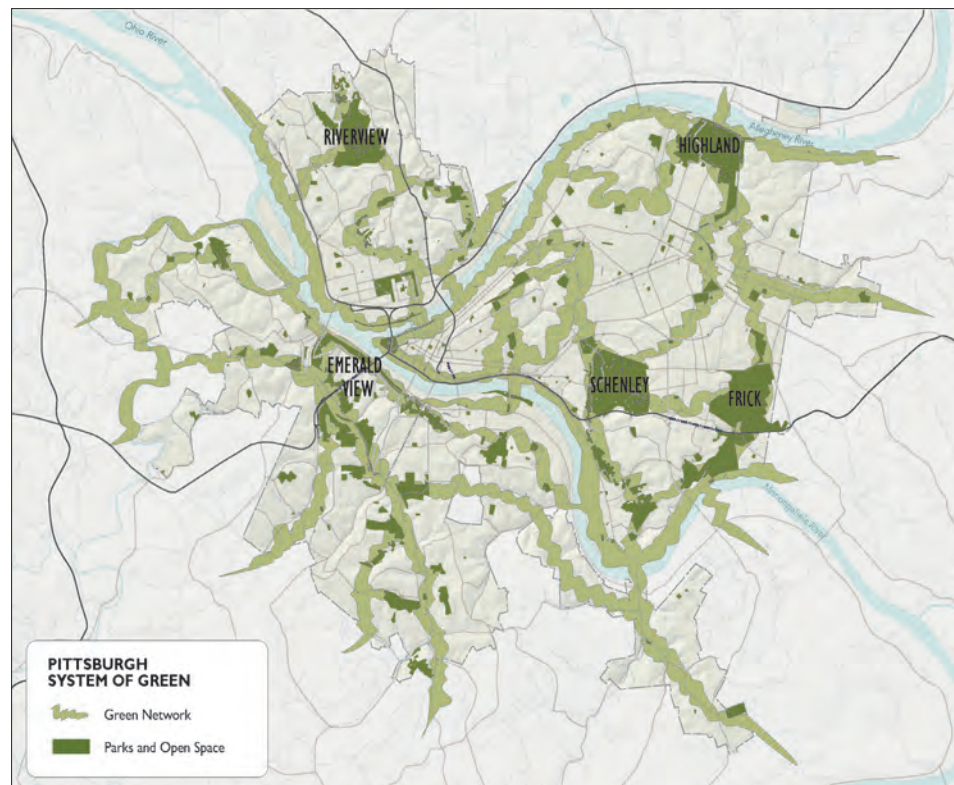 Ohio River
RIVERVIEW
HIGHLAND
Allegheney River
EMERALD
VIEW
SCHENLEY
FRICK
Monongahela River
PITTSBURGH
SYSTEM OF GREEN
Green Network
Parks and Open Space